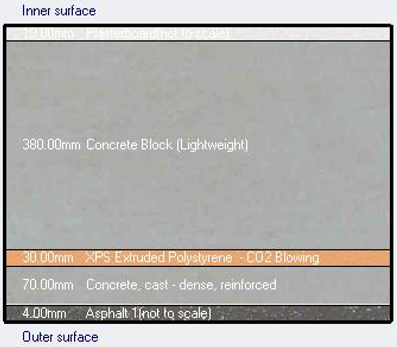 Inner surface
10.00mm Plasterboard(not to scale)
380.00mm Concrete Block (Lightweight)
30.00mm XPS Extruded Polystyrene - CO2 Blowing
70.00mm Concrete, cast - dense, reinforced
4.00mm Asphalt 1(not to scale)
Outer surface